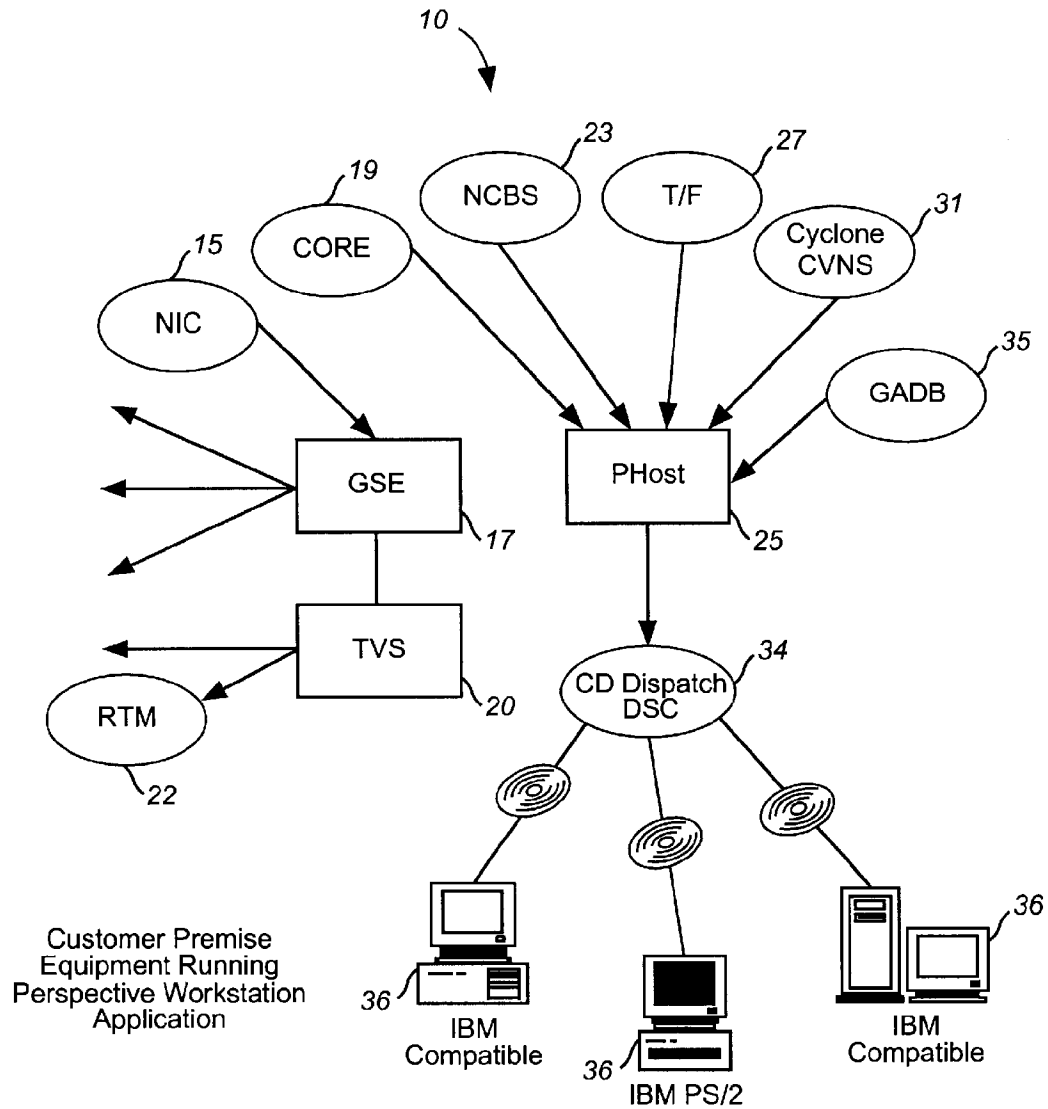 10
23
27
19
NCBS
T/F
31
15
CORE
Cyclone
CVNS
NIC
35
GADB
GSE
PHost
17
25
TVS
34
20
CD Dispatch
DSC
RTM
22
36
Customer Premise
Equipment Running
Perspective Workstation
Application
36
IBM
Compatible
36
IBM PS/2
IBM
Compatible